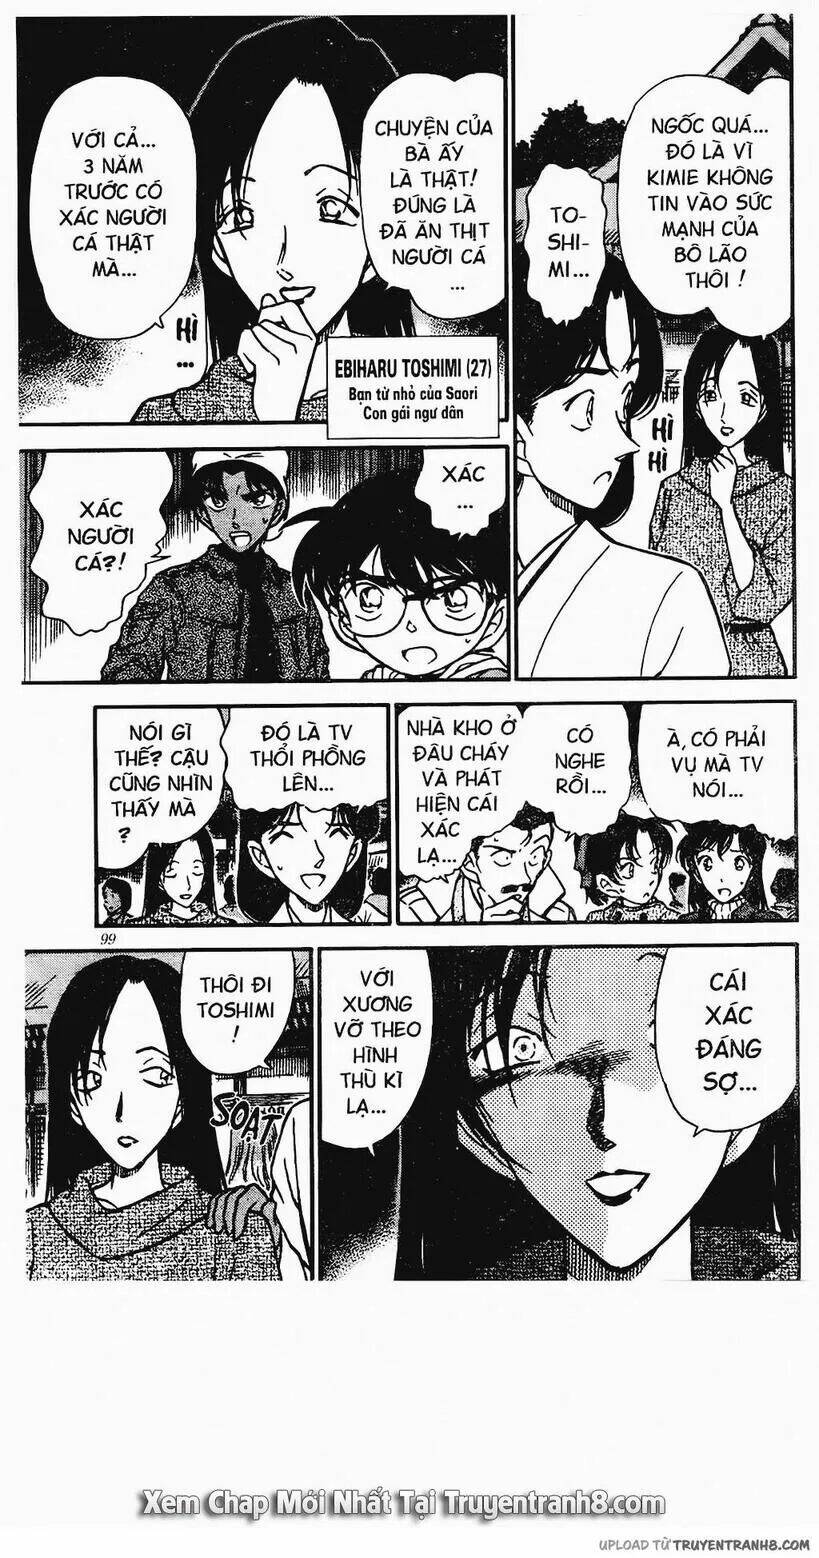 NGỐC QUÁ...
ĐÓ LÀ VÌ
KIMIE KHÔNG
TIN VÀO SỨC
MẠNH CỦA
BÔ LÃO
THÔI !
TO-
SHI-
MI...
HÌ
HÌ
CHUYỆN CỦA
BÀ ẤY
LÀ THẬT!
ĐÚNG LÀ
ĐÃ ĂN THỊT
NGƯỜI CÁ
...
VỚI CẢ...
3 NĂM
TRƯỚC CÓ
XÁC NGƯỜI
CÁ THẬT
MÀ...
HÌ
...
EBIHARU TOSHIMI (27)
Bạn từ nhỏ của Saori
Con gái ngư dân
XÁC
...
XÁC
NGƯỜI
CÁ?!
À, CÓ PHẢI
VỤ MÀ TV
NÓI...
CÓ
NGHE
RỒI...
NHÀ KHO Ở
ĐÂU CHÁY
VÀ PHÁT
HIỆN CÁI
XÁC
LẠ...
ĐÓ LÀ TV
THỔI PHỒNG
LÊN...
NÓI GÌ
THẾ? CẬU
CŨNG NHÌN
THẤY MÀ
?
99
CÁI
XÁC
ĐÁNG
SỢ...
VỚI
XƯƠNG
VỠ THEO
HÌNH
THÙ KÌ
LẠ...
THÔI ĐI
TOSHIMI
!
SOẠT
Xem Chap Mới Nhất Tại Truyentranh8.com
UPLOAD TỪ TRUYENTRANH8.COM